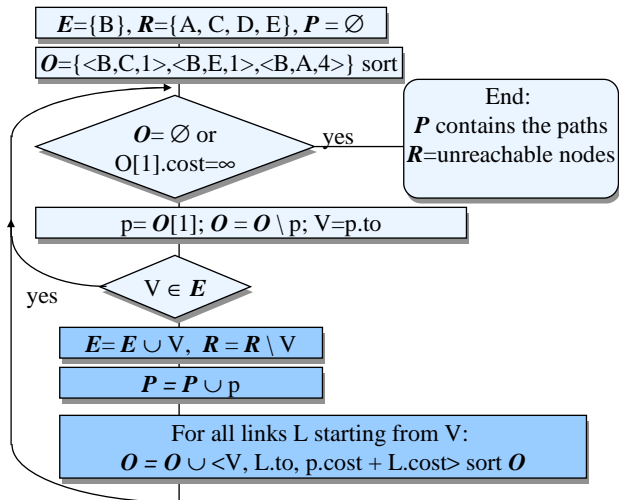 E={B}, R={A, C, D, E}, P = ∅
O={<B,C,1>,<B,E,1>,<B,A,4>} sort
O= ∅ or
O[1].cost=∞
yes
End:
P contains the paths
R=unreachable nodes
p= O[1]; O = O \ p; V=p.to
V ∈ E
yes
E= E ∪ V, R = R \ V
P = P ∪ p
For all links L starting from V:
O = O ∪ <V, L.to, p.cost + L.cost> sort O